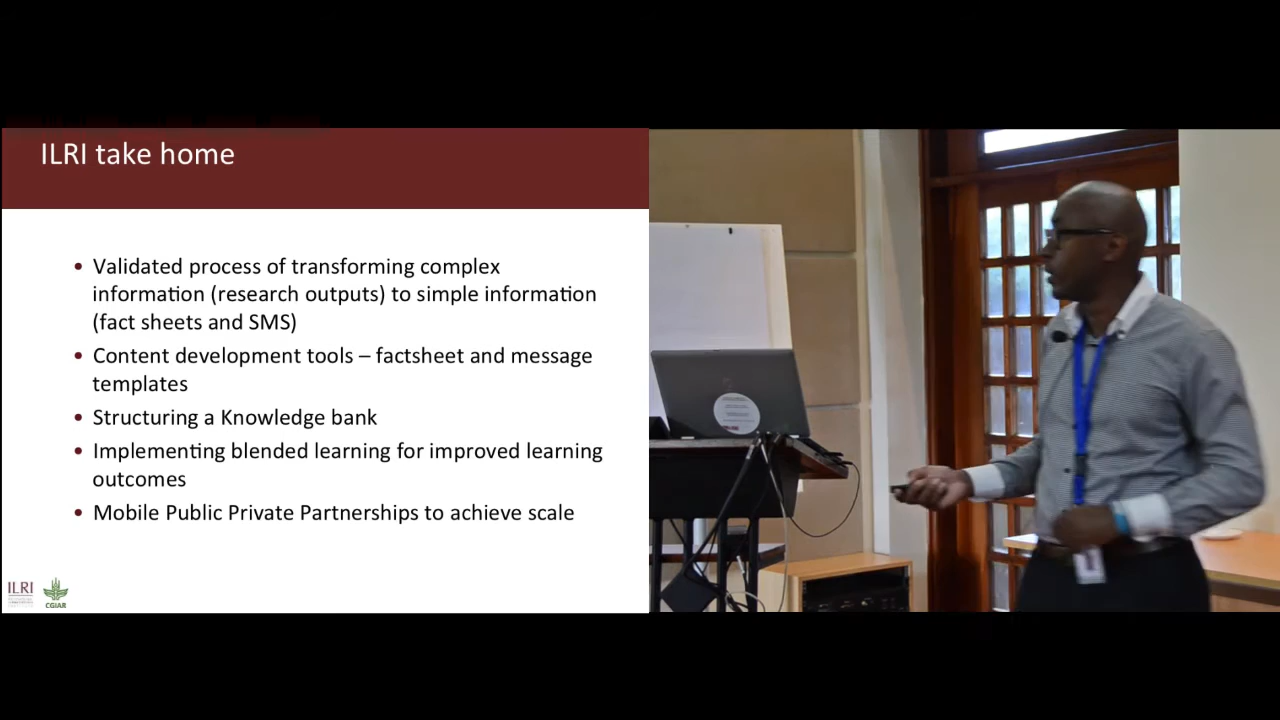 ILRI take home
• Validated process of transforming complex
information (research outputs) to simple information
(fact sheets and SMS)
• Content development tools – factsheet and message
templates
• Structuring a Knowledge bank
• Implementing blended learning for improved learning
outcomes
• Mobile Public Private Partnerships to achieve scale
ILRI
CGIAR